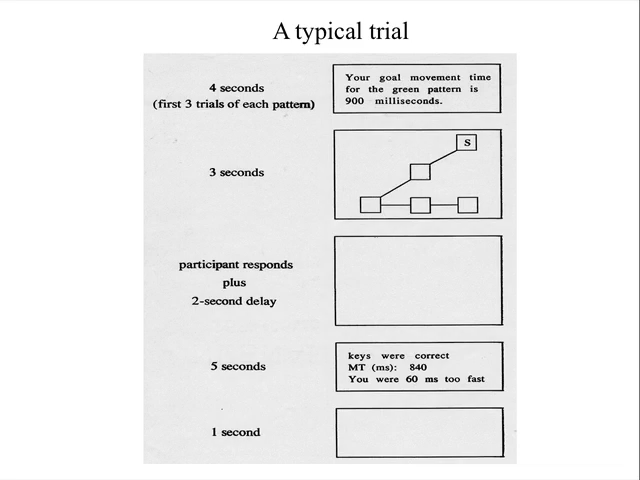 A typical trial
4 seconds
(first 3 trials of each pattern)
Your goal movement time
for the green pattern is
900 milliseconds.
3 seconds
S
participant responds
plus
2-second delay
5 seconds
keys were correct
MT (ms): 840
You were 60 ms too fast
1 second